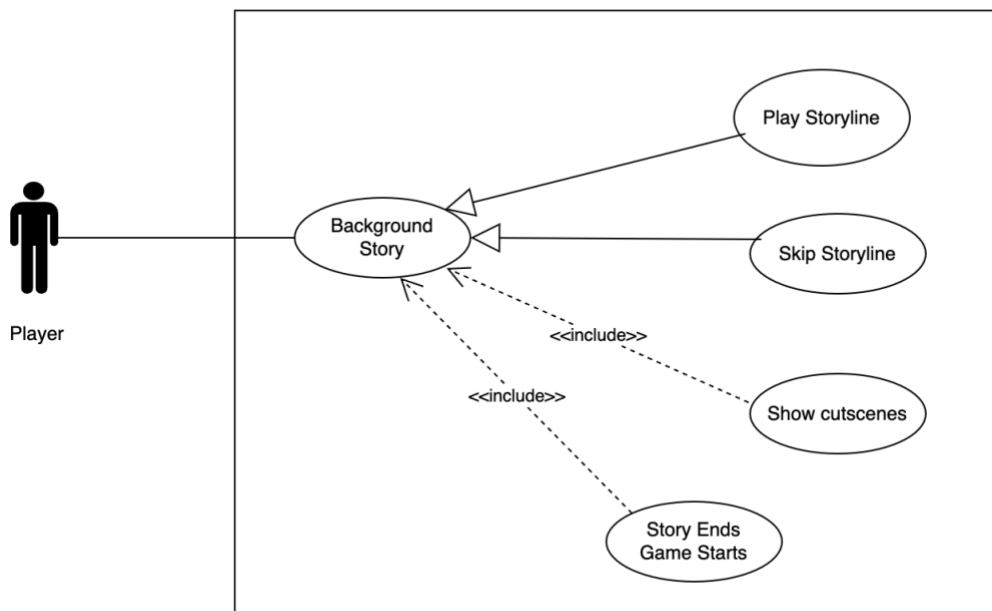 Play Storyline
Background
Story
Skip Storyline
Player
<<include>>
<<include>>
Show cutscenes
Story Ends
Game Starts